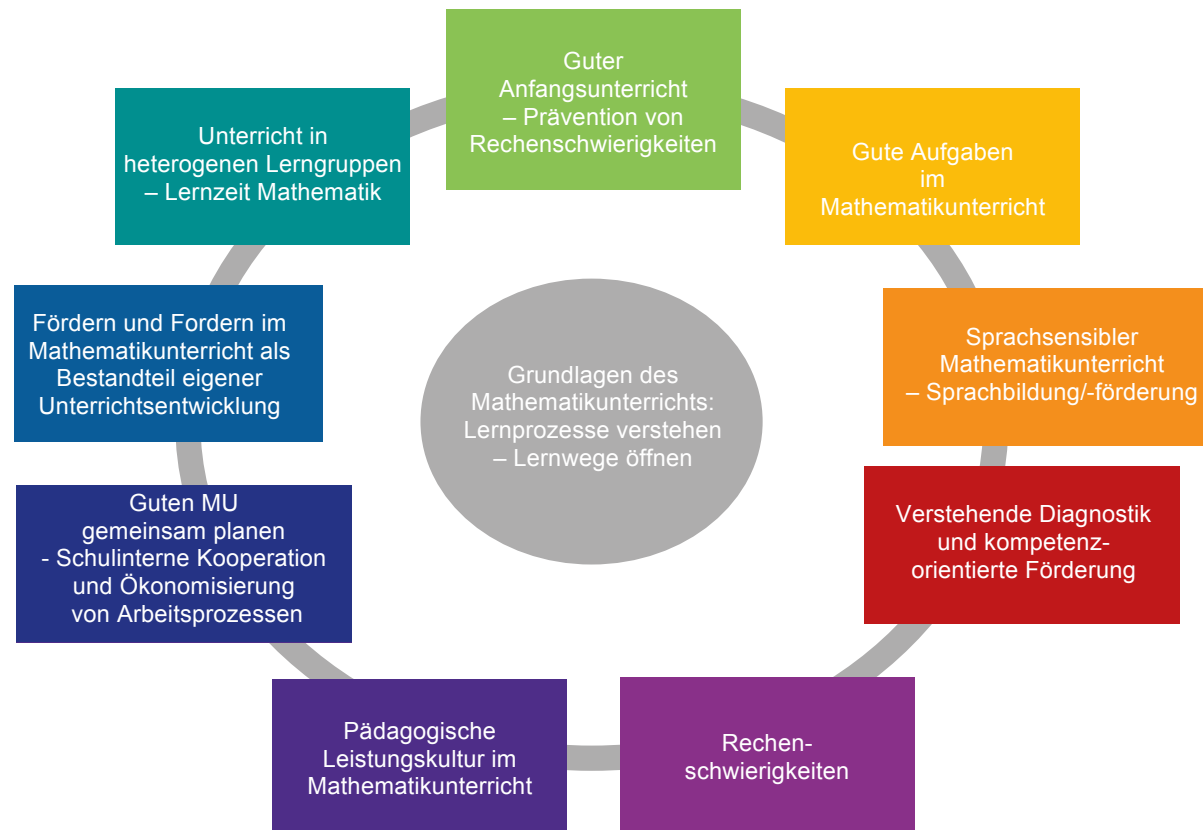 Guter
Anfangsunterricht
– Prävention von
Rechenschwierigkeiten
Gute Aufgaben
im
Mathematikunterricht
Sprachsensibler
Mathematikunterricht
– Sprachbildung/-förderung
Verstehende Diagnostik
und kompetenz-
orientierte Förderung
Rechen-
schwierigkeiten
Pädagogische
Leistungskultur im
Mathematikunterricht
Guten MU
gemeinsam planen
- Schulinterne Kooperation
und Ökonomisierung
von Arbeitsprozessen
Fördern und Fordern im
Mathematikunterricht als
Bestandteil eigener
Unterrichtsentwicklung
Unterricht in
heterogenen Lerngruppen
– Lernzeit Mathematik
Grundlagen des
Mathematikunterrichts:
Lernprozesse verstehen
– Lernwege öffnen